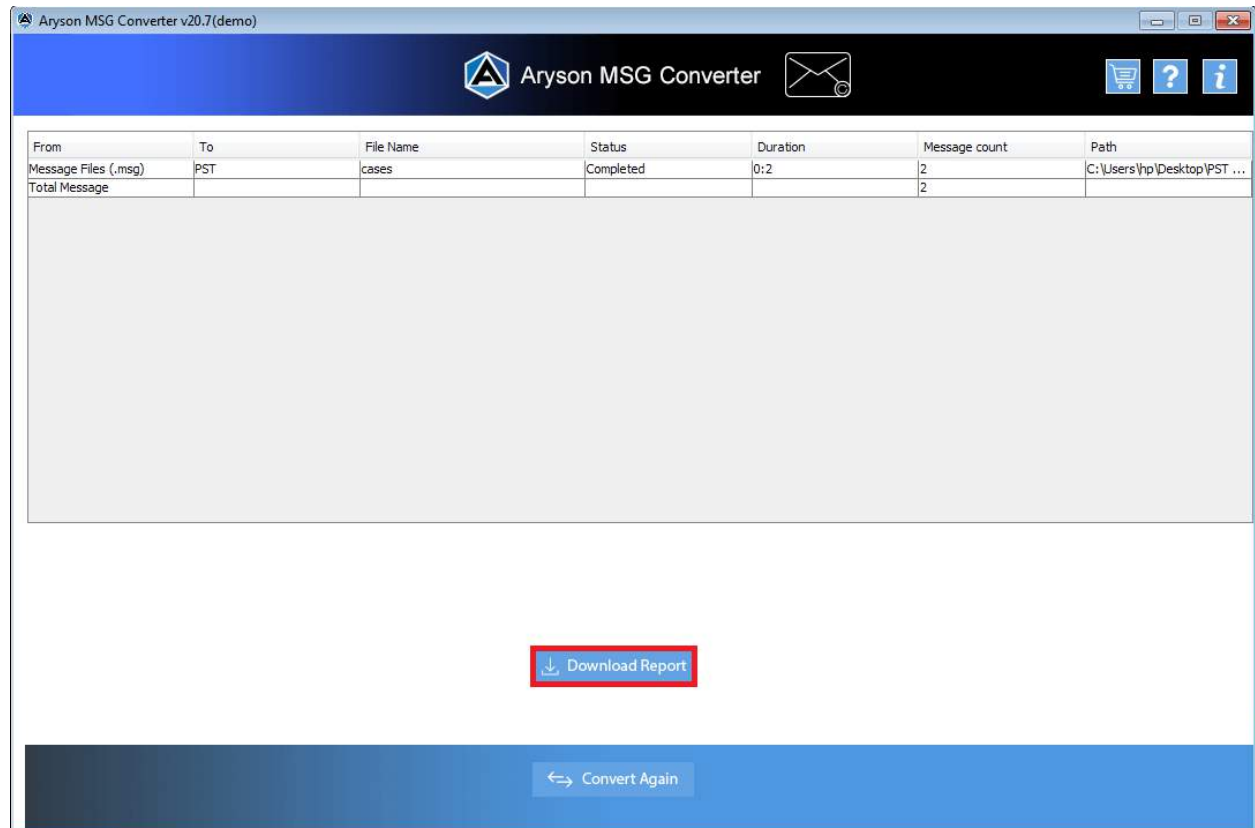 Aryson MSG Converter v20.7(demo)
Aryson MSG Converter
From To File Name Status Duration Message count Path
Message Files (.msg) PST cases Completed 0:2 2 C:\Users\hp\Desktop\PST ...
Total Message 2
Download Report
Convert Again